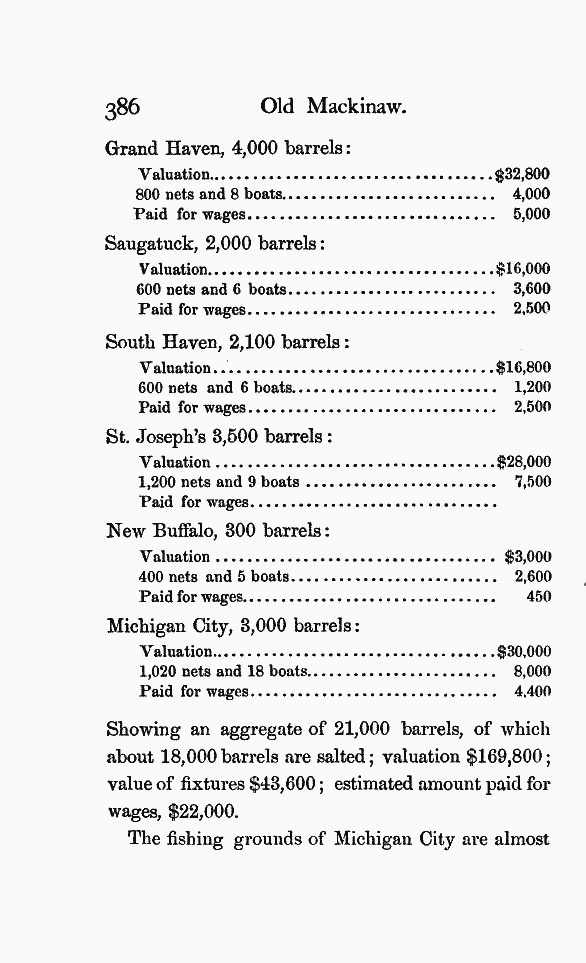 386 Old Mackinaw.
Grand Haven, 4,000 barrels:
Valuation..................................$32,800
800 nets and 8 boats.......................... 4,000
Paid for wages............................... 5,000
Saugatuck, 2,000 barrels:
Valuation...................................$16,000
600 nets and 6 boats.......................... 3,600
Paid for wages............................... 2,500
South Haven, 2,100 barrels:
Valuation...................................$16,800
600 nets and 6 boats.......................... 1,200
Paid for wages............................... 2,500
St. Joseph's 3,500 barrels:
Valuation ...................................$28,000
1,200 nets and 9 boats ........................ 7,500
Paid for wages...............................
New Buffalo, 300 barrels:
Valuation ................................... $3,000
400 nets and 5 boats.......................... 2,600
Paid for wages............................... 450
Michigan City, 3,000 barrels:
Valuation...................................$30,000
1,020 nets and 18 boats........................ 8,000
Paid for wages............................... 4,400
Showing an aggregate of 21,000 barrels, of which
about 18,000 barrels are salted; valuation $169,800;
value of fixtures $43,600; estimated amount paid for
wages, $22,000.
The fishing grounds of Michigan City are almost